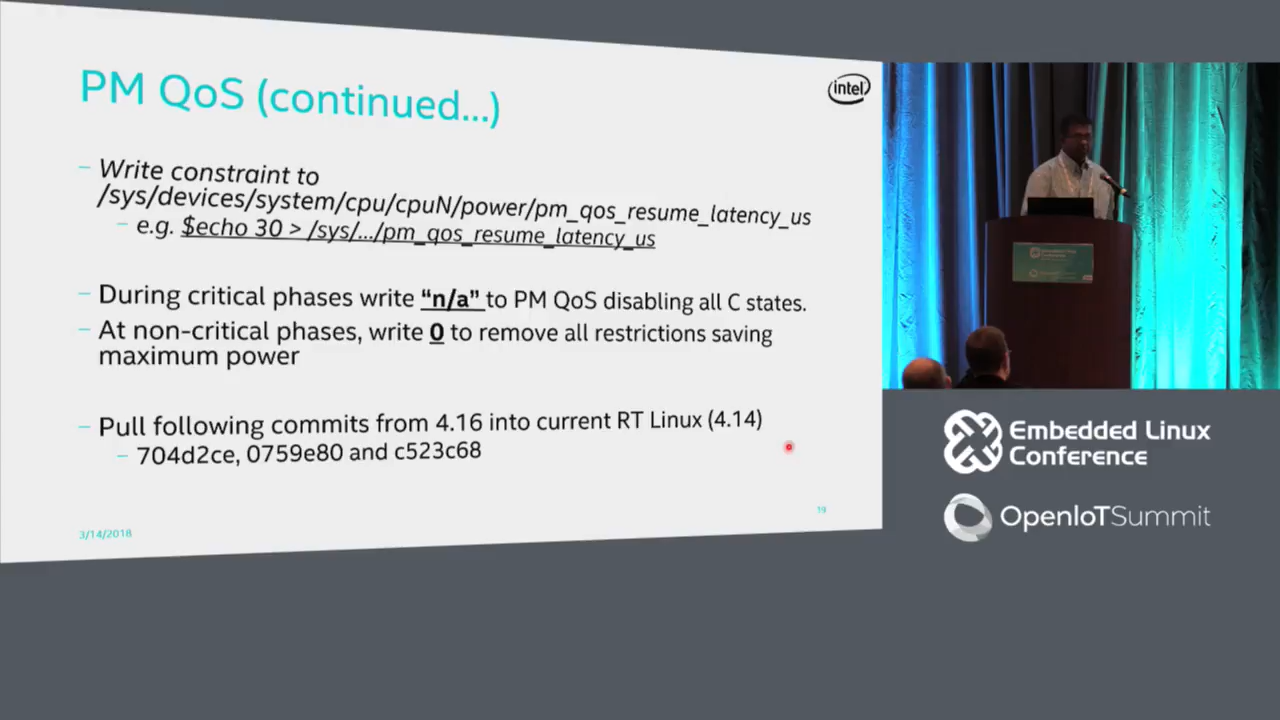 PM QoS (continued...)
intel
– Write constraint to
/sys/devices/system/cpu/cpuN/power/pm_qos_resume_latency_us
– e.g. $echo 30 > /sys/.../pm_qos_resume_latency_us
– During critical phases write “n/a” to PM QoS disabling all C states.
– At non-critical phases, write 0 to remove all restrictions saving
maximum power
– Pull following commits from 4.16 into current RT Linux (4.14)
– 704d2ce, 0759e80 and c523c68
19
3/14/2018
Embedded Linux
Conference
Embedded Linux
Conference
OpenIoTSummit